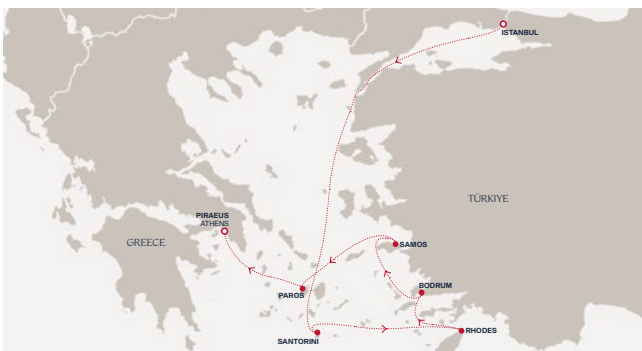 ISTANBUL
TÜRKIYE
PIRAEUS
ATHENS
GREECE
SAMOS
BODRUM
PAROS
RHODES
SANTORINI